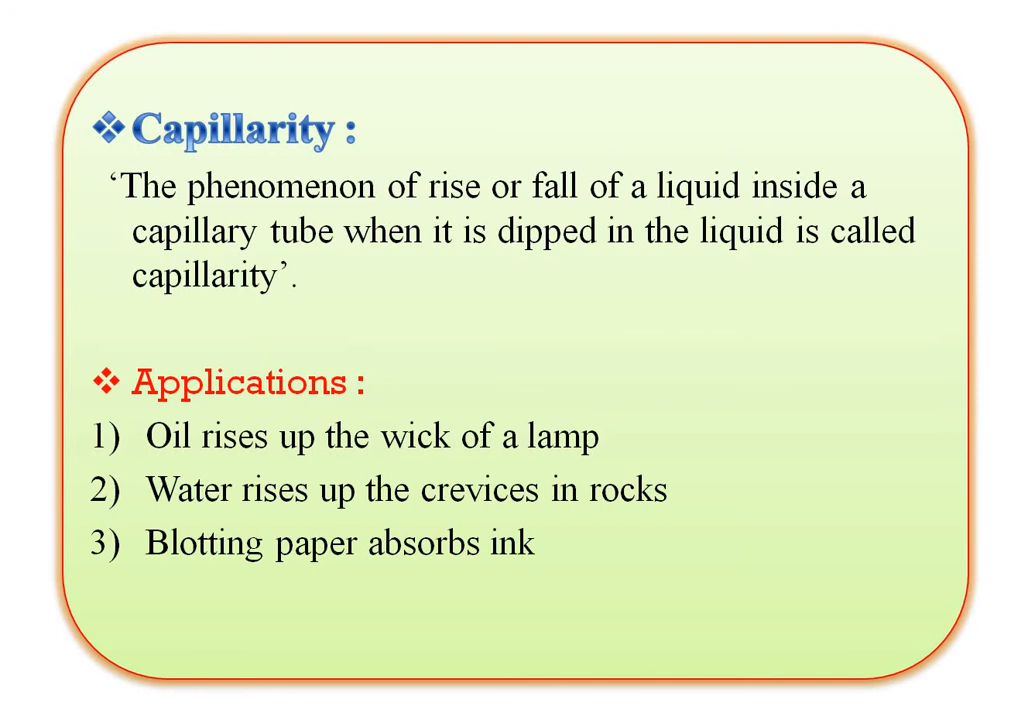 ❖Capillarity :
‘The phenomenon of rise or fall of a liquid inside a
capillary tube when it is dipped in the liquid is called
capillarity’.
❖ Applications :
1) Oil rises up the wick of a lamp
2) Water rises up the crevices in rocks
3) Blotting paper absorbs ink